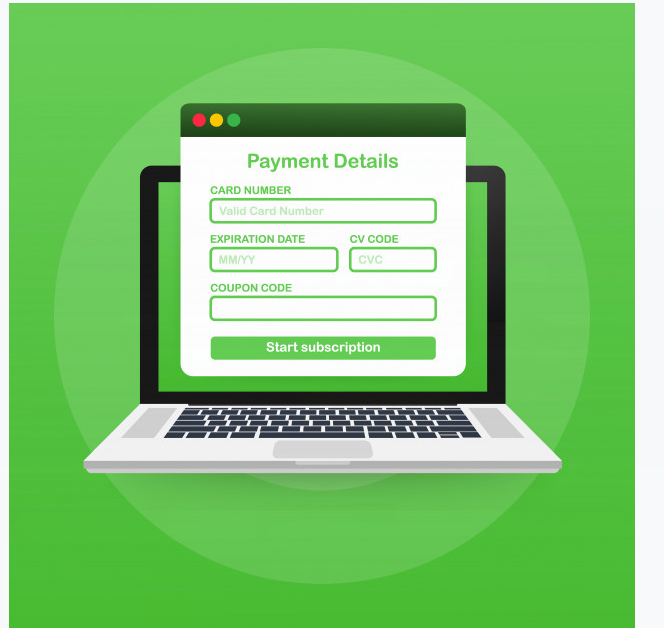 Payment Details
CARD NUMBER
Valid Card Number
EXPIRATION DATE CV CODE
MM/YY CVC
COUPON CODE
Start subscription